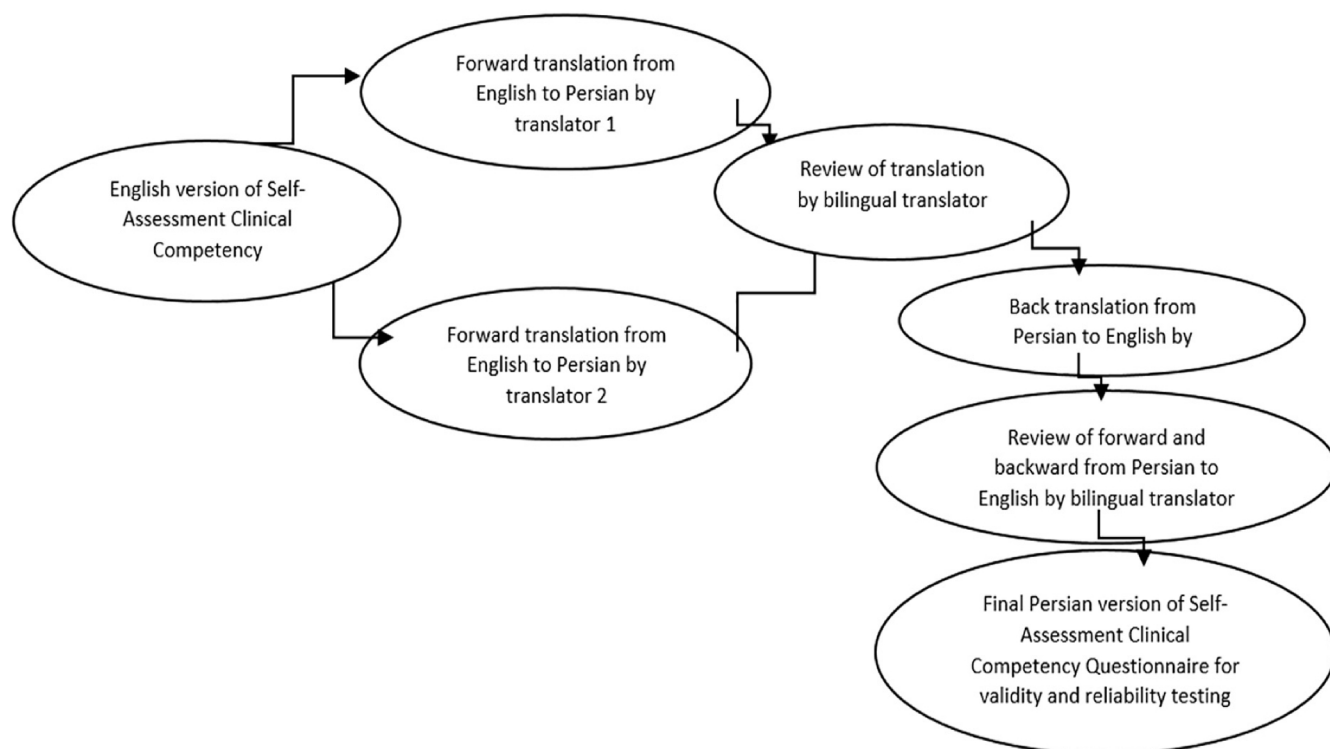 Forward translation from
English to Persian by
translator 1
English version of Self-
Assessment Clinical
Competency
Review of translation
by bilingual translator
Forward translation from
English to Persian by
translator 2
Back translation from
Persian to English by
Review of forward and
backward from Persian to
English by bilingual translator
Final Persian version of Self-
Assessment Clinical
Competency Questionnaire for
validity and reliability testing